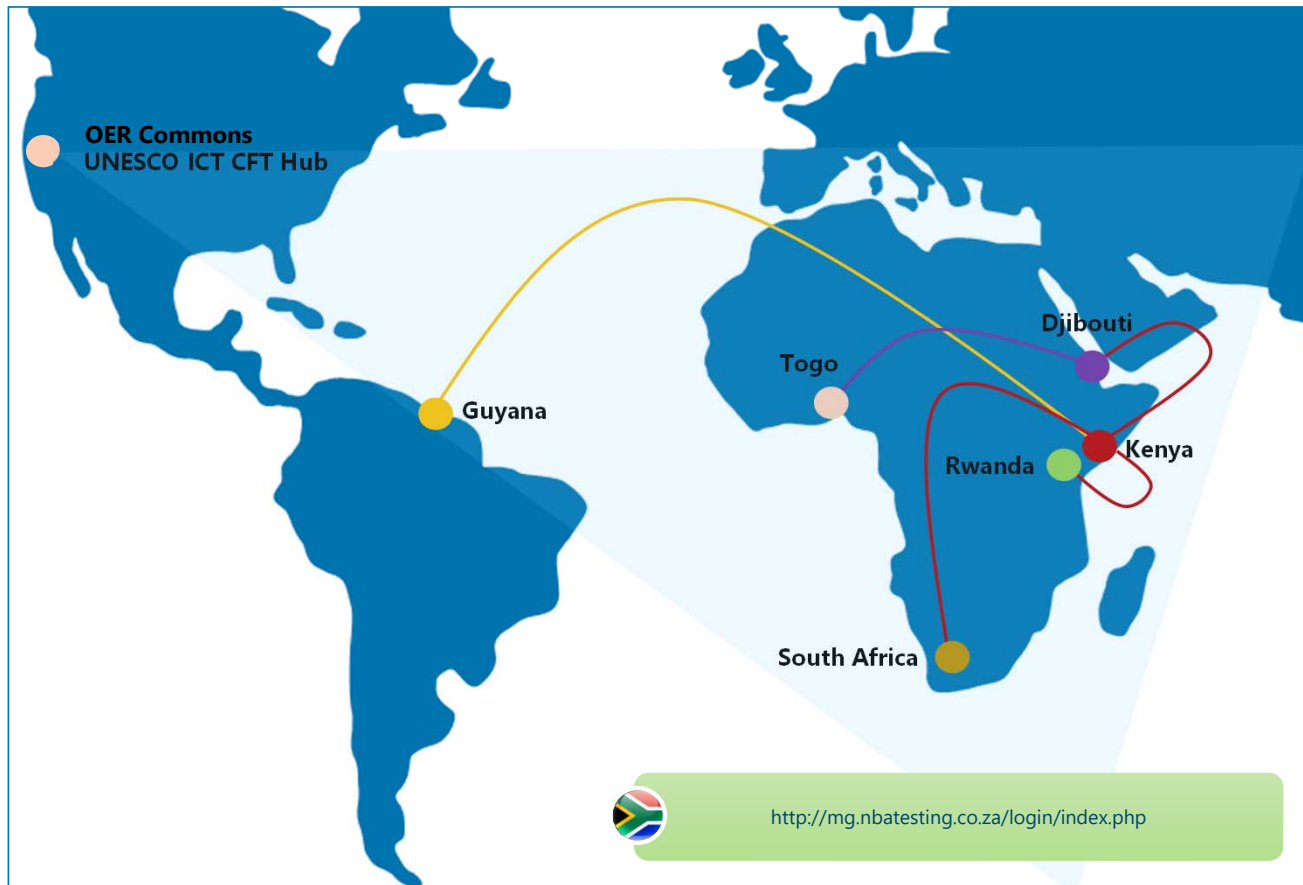 OER Commons
UNESCO ICT CFT Hub
Djibouti
Togo
Guyana
Kenya
Rwanda
South Africa
http://mg.nbatesting.co.za/login/index.php